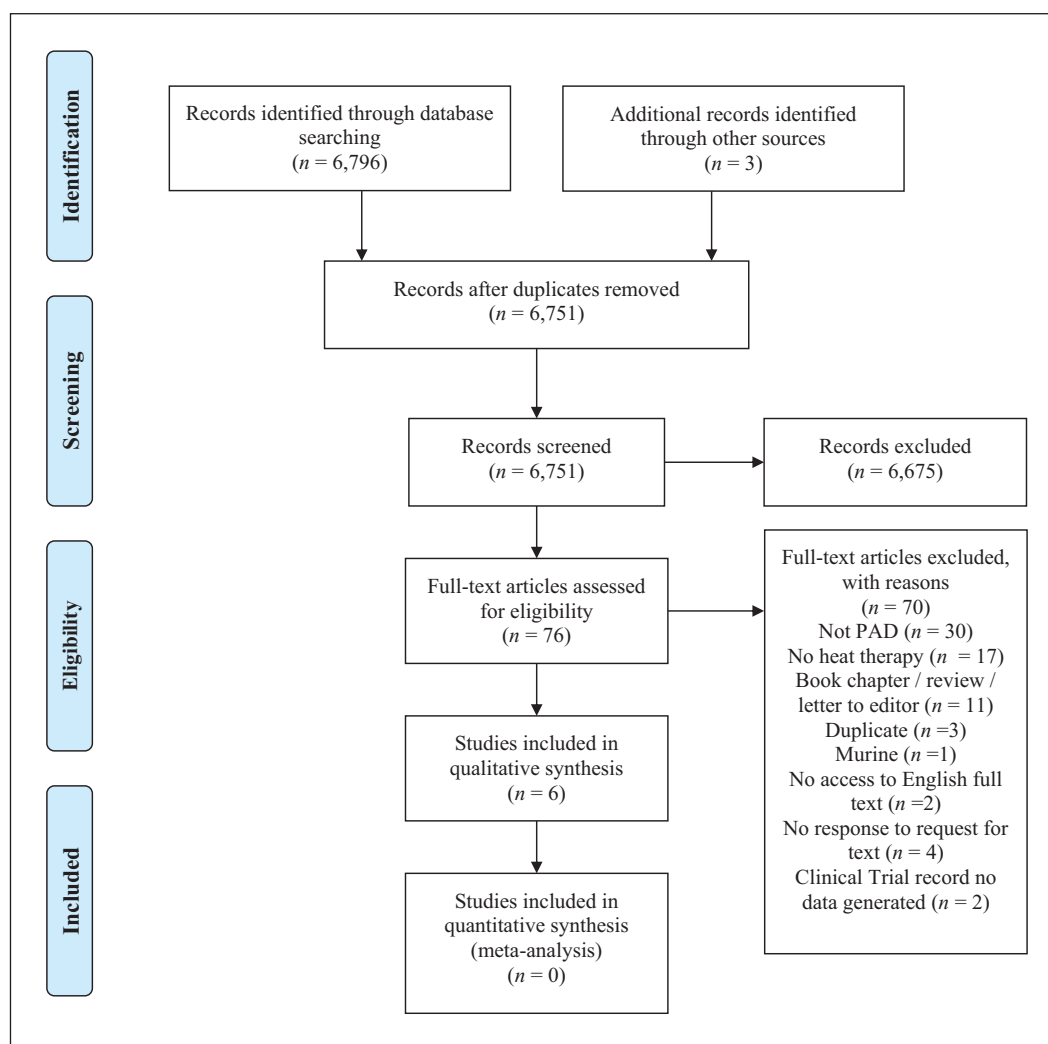 Identification
Records identified through database
searching
(n = 6,796)
Additional records identified
through other sources
(n = 3)
Records after duplicates removed
(n = 6,751)
Screening
Records screened
(n = 6,751)
Records excluded
(n = 6,675)
Eligibility
Full-text articles assessed
for eligibility
(n = 76)
Full-text articles excluded,
with reasons
(n = 70)
Not PAD (n = 30)
No heat therapy (n  = 17)
Book chapter / review /
letter to editor (n = 11)
Duplicate (n =3)
Murine (n =1)
No access to English full
text (n =2)
No response to request for
text (n = 4)
Clinical Trial record no
data generated (n = 2)
Studies included in
qualitative synthesis
(n = 6)
Included
Studies included in
quantitative synthesis
(meta-analysis)
(n = 0)